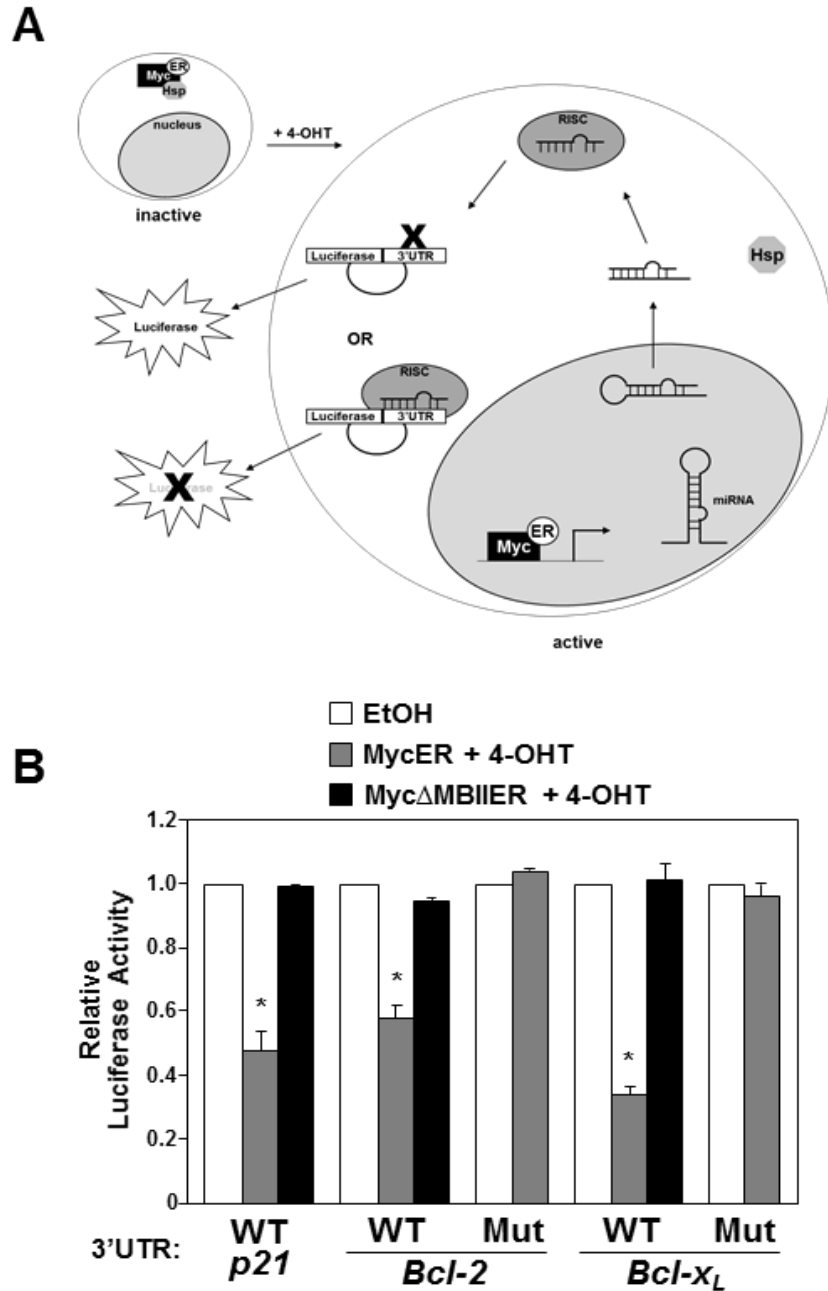 A
ER
Myc
Hsp
nucleus
inactive
+ 4-OHT
RISC
X
Luciferase 3'UTR
Hsp
Luciferase
OR
RISC
Luciferase 3'UTR
Luciferase
X
miRNA
ER
Myc
active
EtOH
B
MycER + 4-OHT
MycΔMBIIER + 4-OHT
1.2
1.0
0.8
0.6
0.4
0.2
0
Relative
Luciferase Activity
*
*
*
3'UTR:
WT WT Mut WT Mut
p21 Bcl-2 Bcl-xL